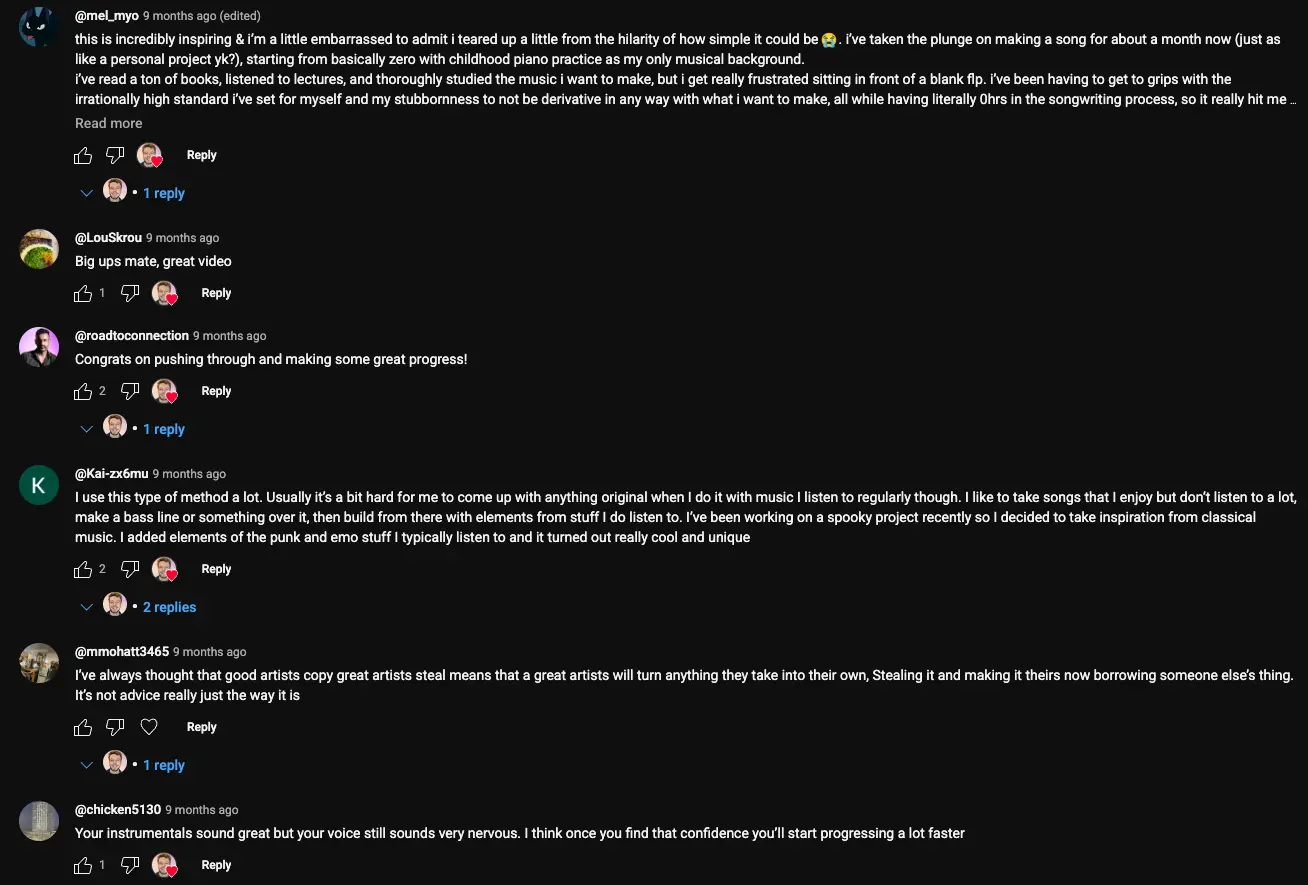 @mel_myo 9 months ago (edited)
this is incredibly inspiring & i'm a little embarrassed to admit i teared up a little from the hilarity of how simple it could be😭. i've taken the plunge on making a song for about a month now (just as
like a personal project yk?), starting from basically zero with childhood piano practice as my only musical background.
i've read a ton of books, listened to lectures, and thoroughly studied the music i want to make, but i get really frustrated sitting in front of a blank flp. i've been having to get to grips with the
irrationally high standard i've set for myself and my stubbornness to not be derivative in any way with what i want to make, all while having literally 0hrs in the songwriting process, so it really hit me ...
Read more
Reply
1 reply
@LouSkrou 9 months ago
Big ups mate, great video
1 Reply
@roadtoconnection 9 months ago
Congrats on pushing through and making some great progress!
2 Reply
1 reply
K
@Kai-zx6mu 9 months ago
I use this type of method a lot. Usually it's a bit hard for me to come up with anything original when I do it with music I listen to regularly though. I like to take songs that I enjoy but don't listen to a lot,
make a bass line or something over it, then build from there with elements from stuff I do listen to. I've been working on a spooky project recently so I decided to take inspiration from classical
music. I added elements of the punk and emo stuff I typically listen to and it turned out really cool and unique
2 Reply
2 replies
@mmohatt3465 9 months ago
I've always thought that good artists copy great artists steal means that a great artists will turn anything they take into their own, Stealing it and making it theirs now borrowing someone else's thing.
It's not advice really just the way it is
Reply
1 reply
@chicken5130 9 months ago
Your instrumentals sound great but your voice still sounds very nervous. I think once you find that confidence you'll start progressing a lot faster
1 Reply